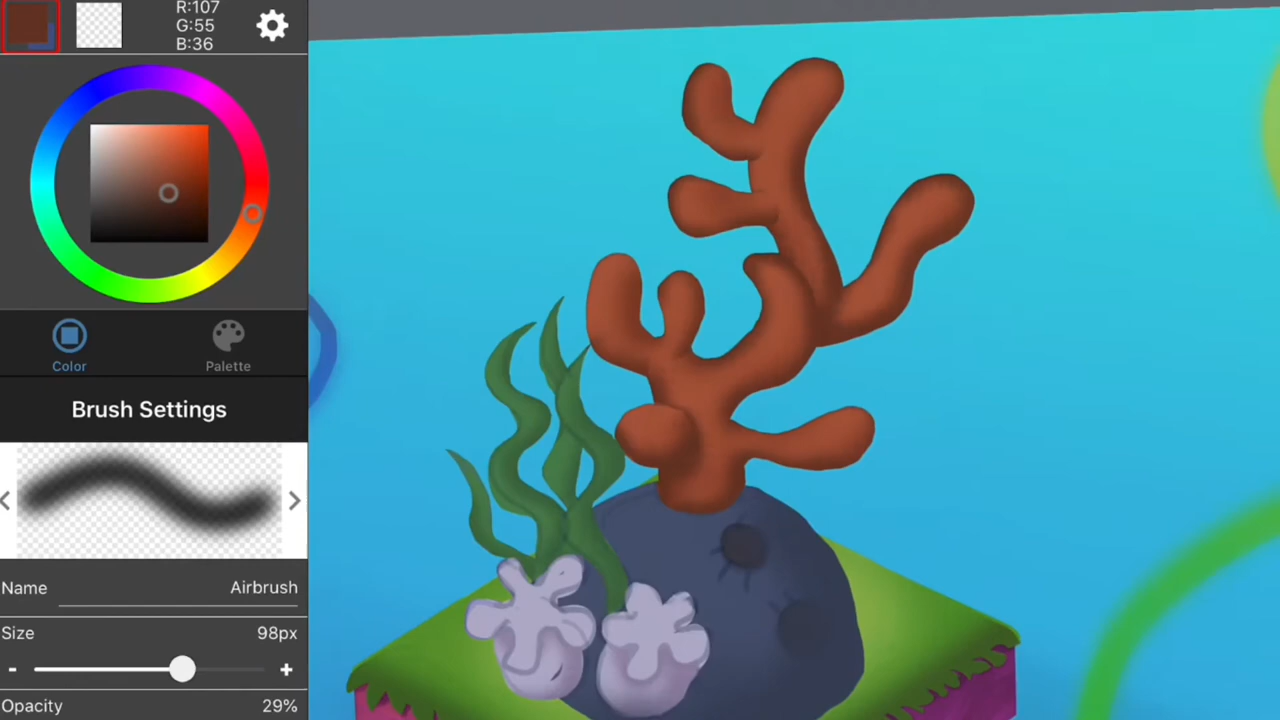 R:107
G:55
B:36
Color
Palette
Brush Settings
Name
Airbrush
Size
98px
-
+
Opacity
29%